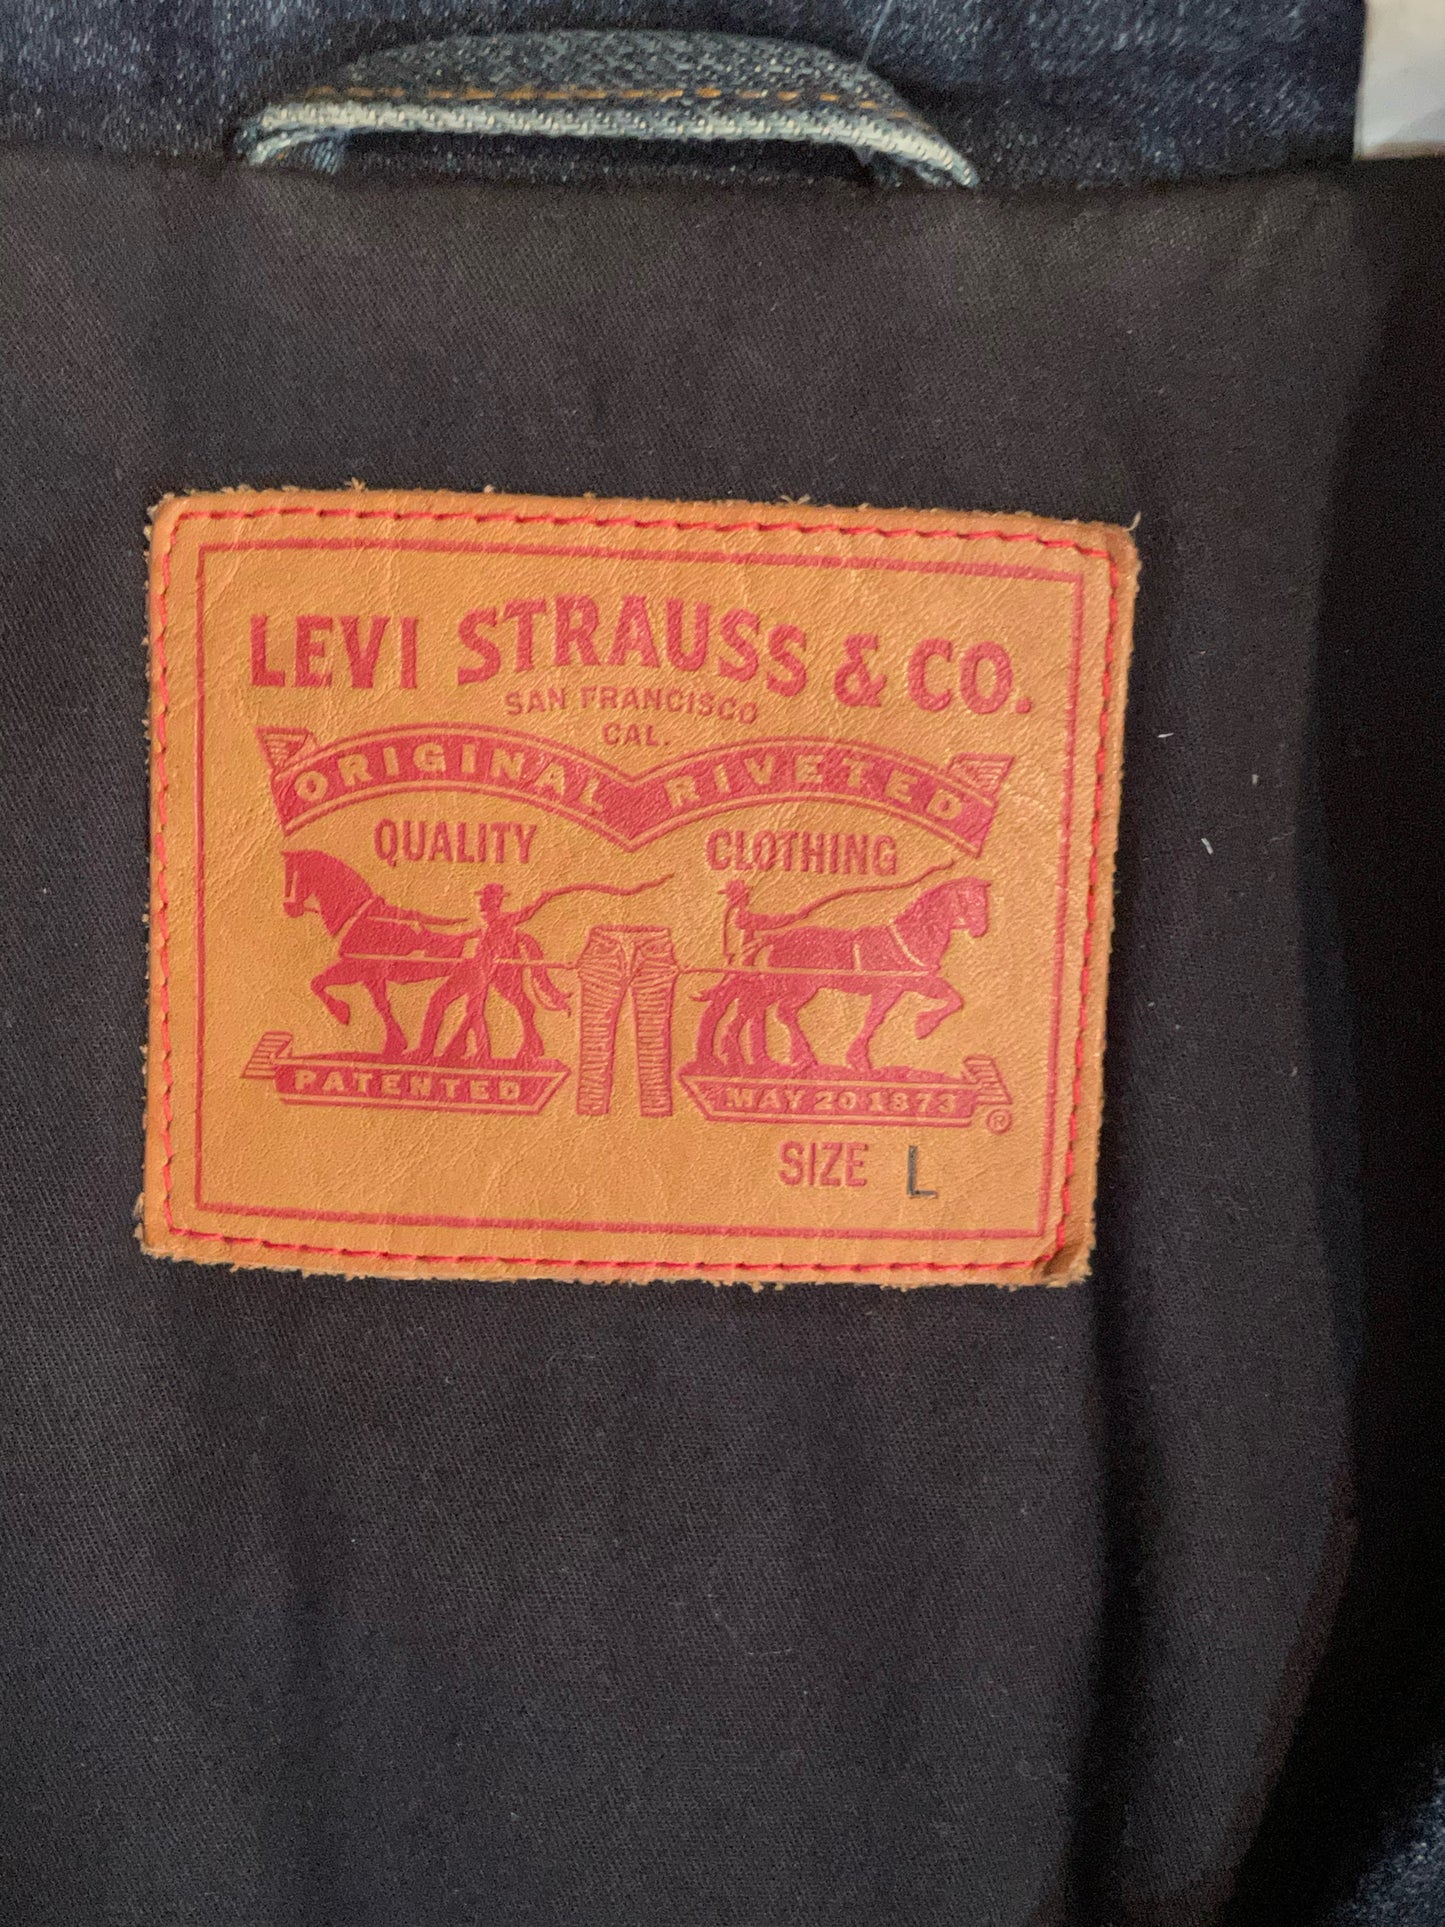 LEVI STRAUSS & CO.
SAN FRANCISCO
CAL.
ORIGINAL RIVETED
QUALITY CLOTHING
PATENTED MAY 20 1873 ®
SIZE L